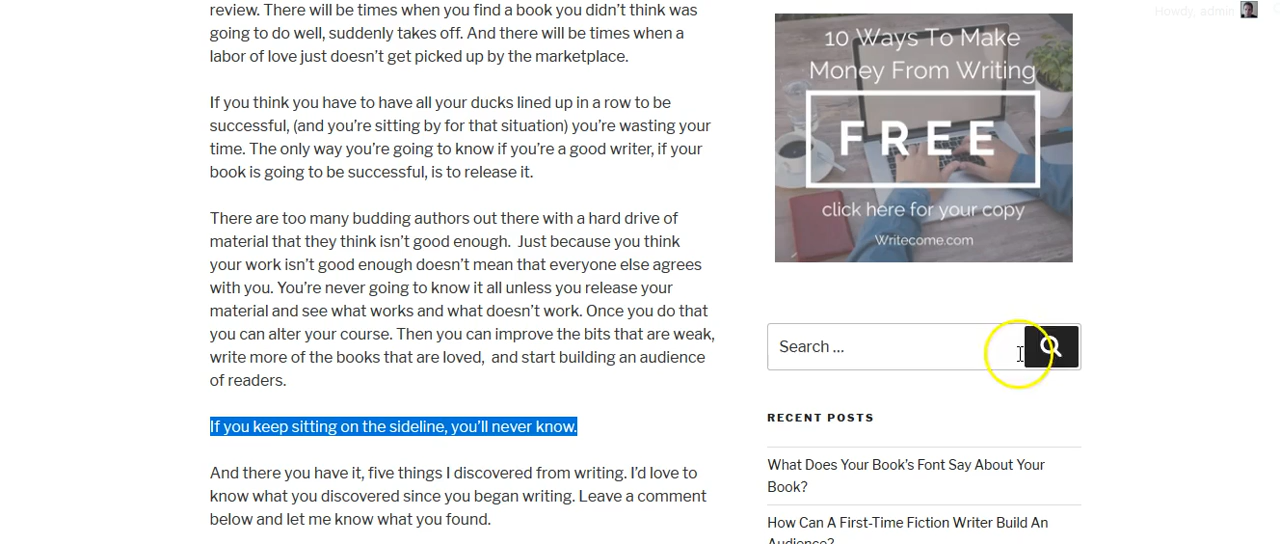 review. There will be times when you find a book you didn't think was
going to do well, suddenly takes off. And there will be times when a
labor of love just doesn't get picked up by the marketplace.
If you think you have to have all your ducks lined up in a row to be
successful, (and you're sitting by for that situation) you're wasting your
time. The only way you're going to know if you're a good writer, if your
book is going to be successful, is to release it.
There are too many budding authors out there with a hard drive of
material that they think isn't good enough.  Just because you think
your work isn't good enough doesn't mean that everyone else agrees
with you. You're never going to know it all unless you release your
material and see what works and what doesn't work. Once you do that
you can alter your course. Then you can improve the bits that are weak,
write more of the books that are loved,  and start building an audience
of readers.
If you keep sitting on the sideline, you'll never know.
And there you have it, five things I discovered from writing. I'd love to
know what you discovered since you began writing. Leave a comment
below and let me know what you found.
Howdy, admin
10 Ways To Make
Money From Writing
FREE
click here for your copy
Writecome.com
Search ...
RECENT POSTS
What Does Your Book's Font Say About Your
Book?
How Can A First-Time Fiction Writer Build An
Audience?